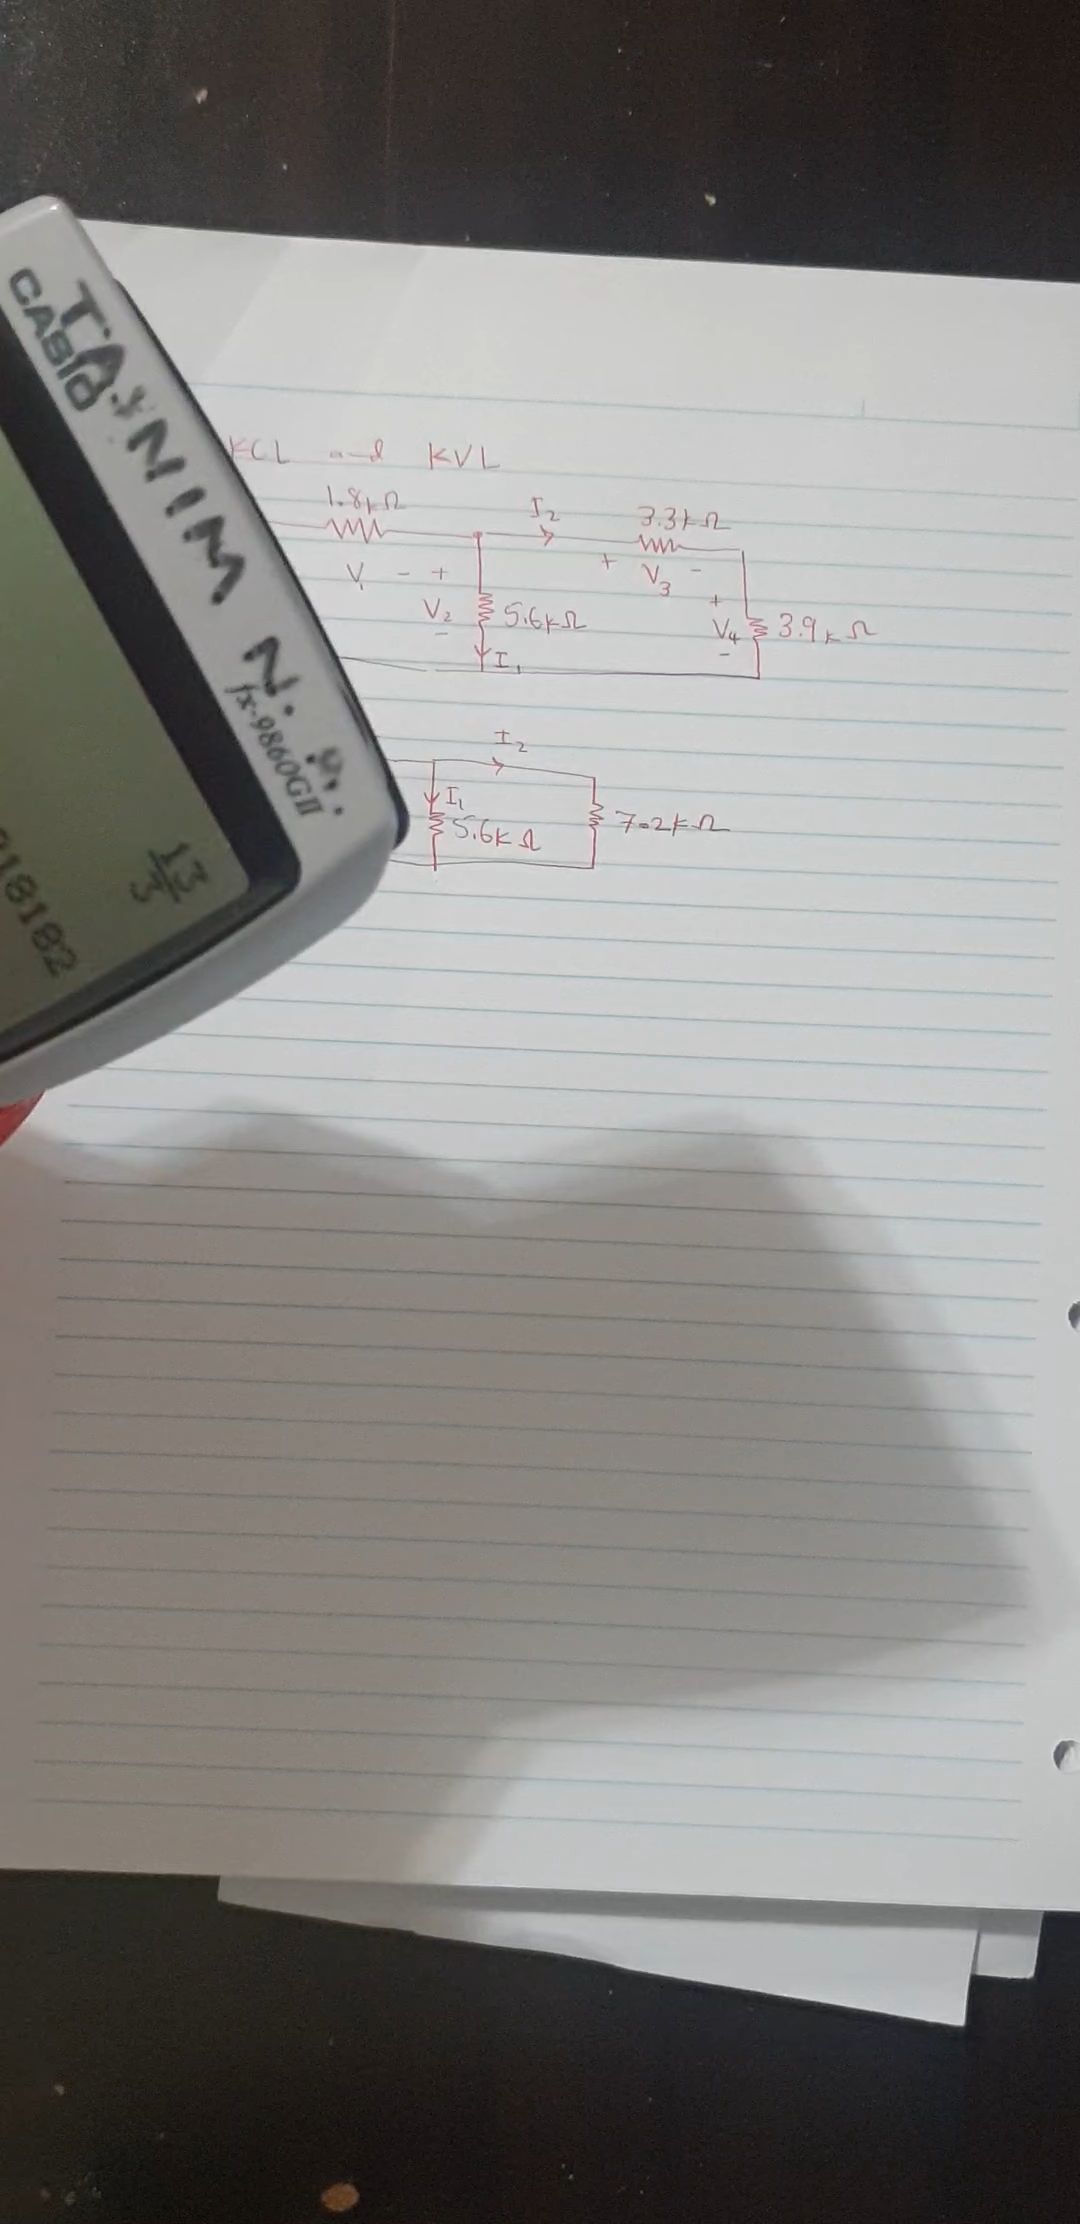 KCL and KVL
1.8kΩ I2 3.3kΩ
V1 - + + V3 -
V2 5.6kΩ + V4 3.9kΩ
- I1 -
I2
I1
5.6kΩ 7.2kΩ
CASIO
TANIM N.
fx-9860GII
13
3
18182